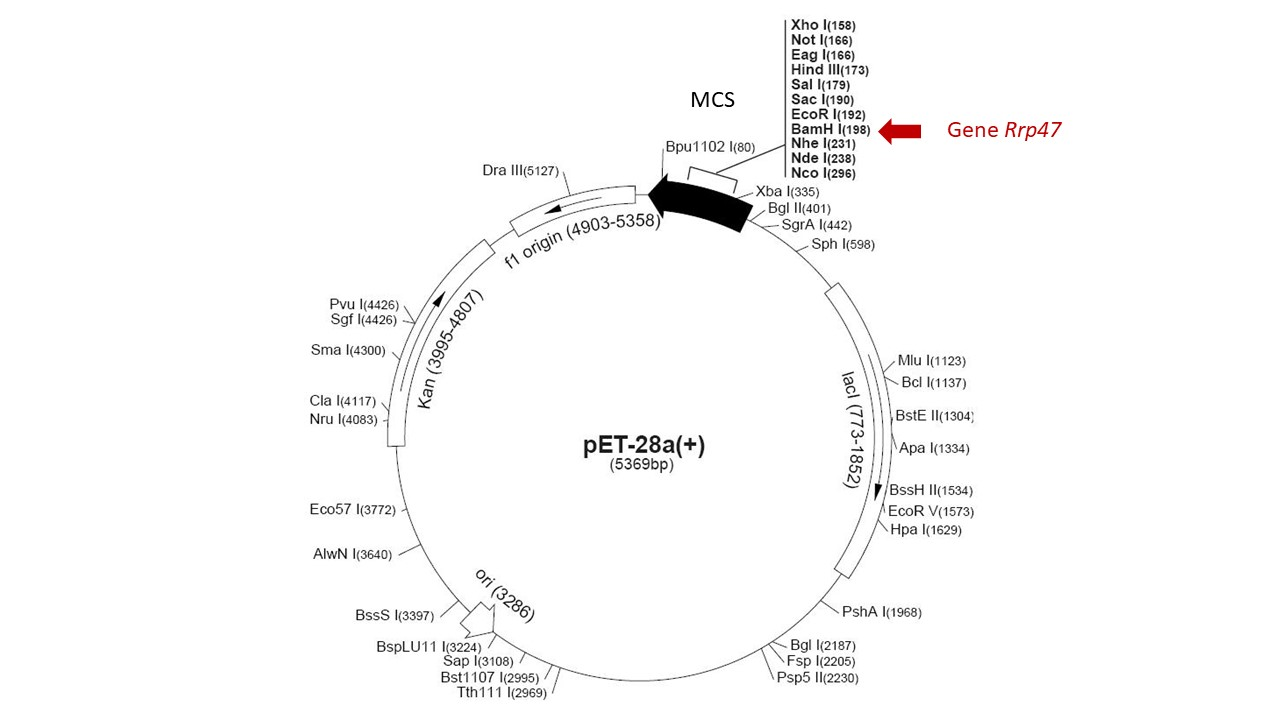 Xho I(158)
Not I(166)
Eag I(166)
Hind III(173)
Sal I(179)
Sac I(190)
EcoR I(192)
BamH I(198)
Nhe I(231)
Nde I(238)
Nco I(296)
MCS
Gene Rrp47
Bpu1102 I(80)
Dra III(5127)
Xba I(335)
Bgl II(401)
SgrA I(442)
Sph I(598)
f1 origin (4903-5358)
Pvu I(4426)
Sgf I(4426)
Sma I(4300)
Kan (3995-4807)
Cla I(4117)
Nru I(4083)
Mlu I(1123)
Bcl I(1137)
lacI (773-1852)
BstE II(1304)
Apa I(1334)
pET-28a(+)
(5369bp)
BssH II(1534)
EcoR V(1573)
Hpa I(1629)
Eco57 I(3772)
AlwN I(3640)
ori (3286)
BssS I(3397)
PshA I(1968)
BspLU11 I(3224)
Sap I(3108)
Bst1107 I(2995)
Tth111 I(2969)
Bgl I(2187)
Fsp I(2205)
Psp5 II(2230)